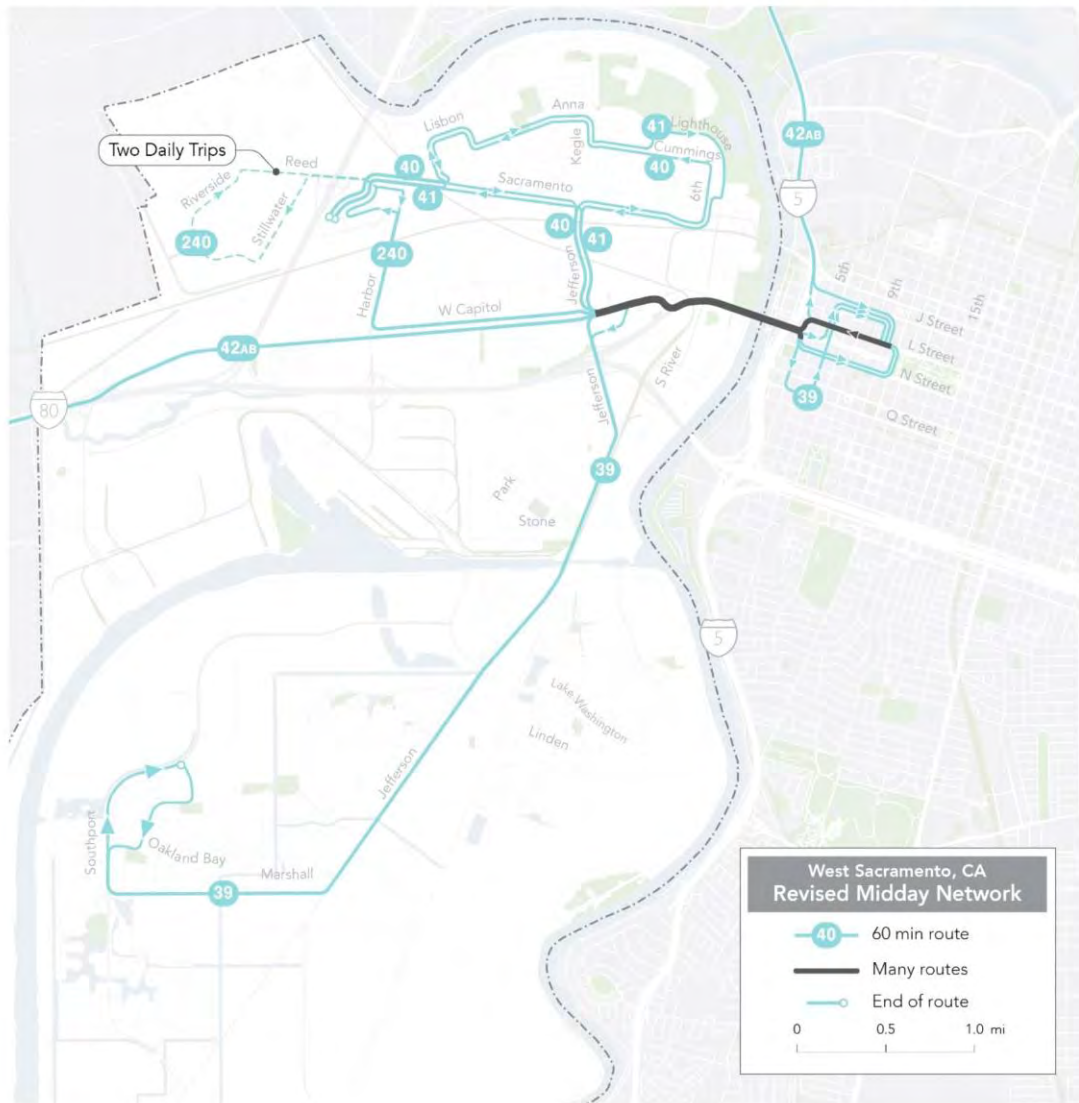 Lisbon
Anna
Kegle
41
Lighthouse
Cummings
40
42AB
5
Two Daily Trips
Reed
Riverside
Stillwater
240
40
41
Sacramento
6th
40
41
240
Harbor
Jefferson
W Capitol
42AB
80
5th
9th
15th
J Street
L Street
N Street
Q Street
39
S River
Jefferson
39
Park
Stone
5
Lake Washington
Linden
Jefferson
Southport
Oakland Bay
Marshall
39
West Sacramento, CA
Revised Midday Network
40 60 min route
Many routes
End of route
0 0.5 1.0 mi